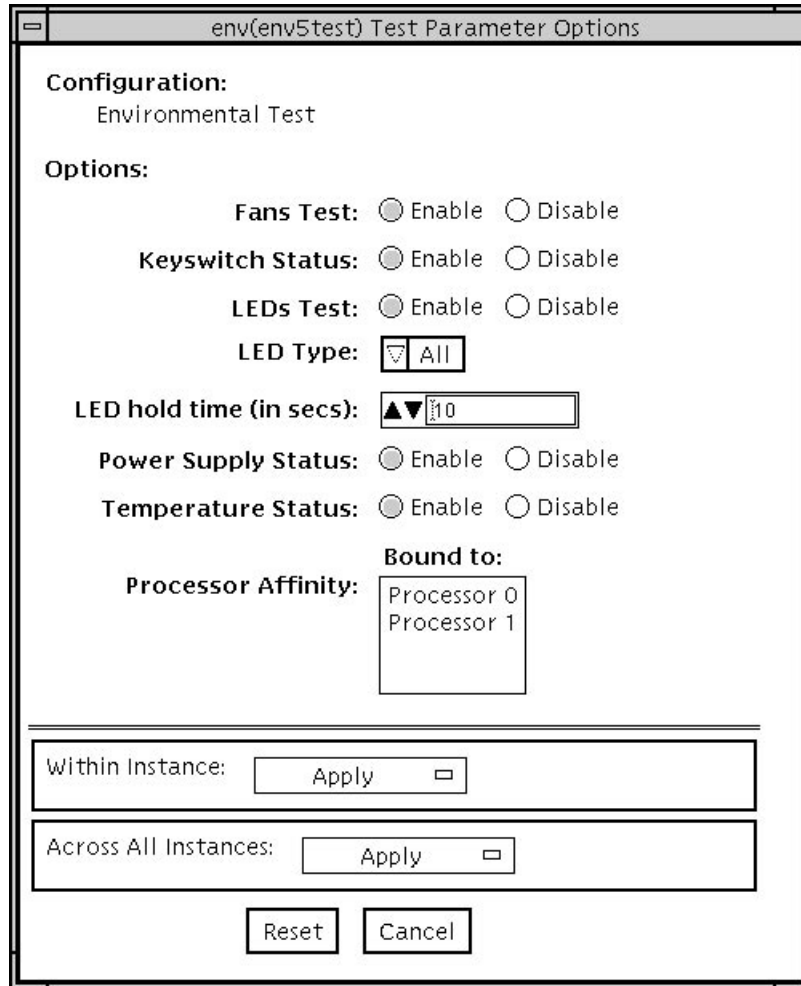 env(env5test) Test Parameter Options
Configuration:
Environmental Test
Options:
Fans Test: Enable Disable
Keyswitch Status: Enable Disable
LEDs Test: Enable Disable
LED Type: All
LED hold time (in secs): 10
Power Supply Status: Enable Disable
Temperature Status: Enable Disable
Bound to:
Processor Affinity:
Processor 0
Processor 1
Within Instance: Apply
Across All Instances: Apply
Reset Cancel